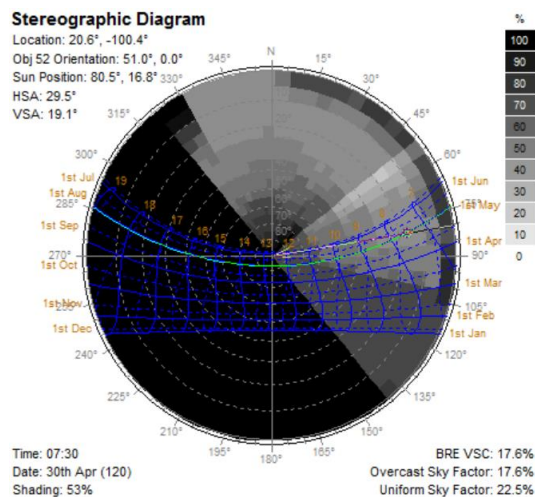 Stereographic Diagram
Location: 20.6°, -100.4°
Obj 52 Orientation: 51.0°, 0.0°
Sun Position: 80.5°, 16.8°
HSA: 29.5°
VSA: 19.1°
%
100
90
80
70
60
50
40
30
20
10
0
N
345°
15°
330°
30°
315°
45°
300°
60°
1st Jul
1st Jun
1st Aug
285°
1st May
1st Sep
1st Apr
270°
90°
1st Oct
1st Mar
105°
1st Nov
1st Feb
1st Dec
1st Jan
240°
120°
225°
135°
210°
150°
195°
165°
180°
19
18
17
16
15
14
13
12
11
10
Time: 07:30
Date: 30th Apr (120)
Shading: 53%
BRE VSC: 17.6%
Overcast Sky Factor: 17.6%
Uniform Sky Factor: 22.5%